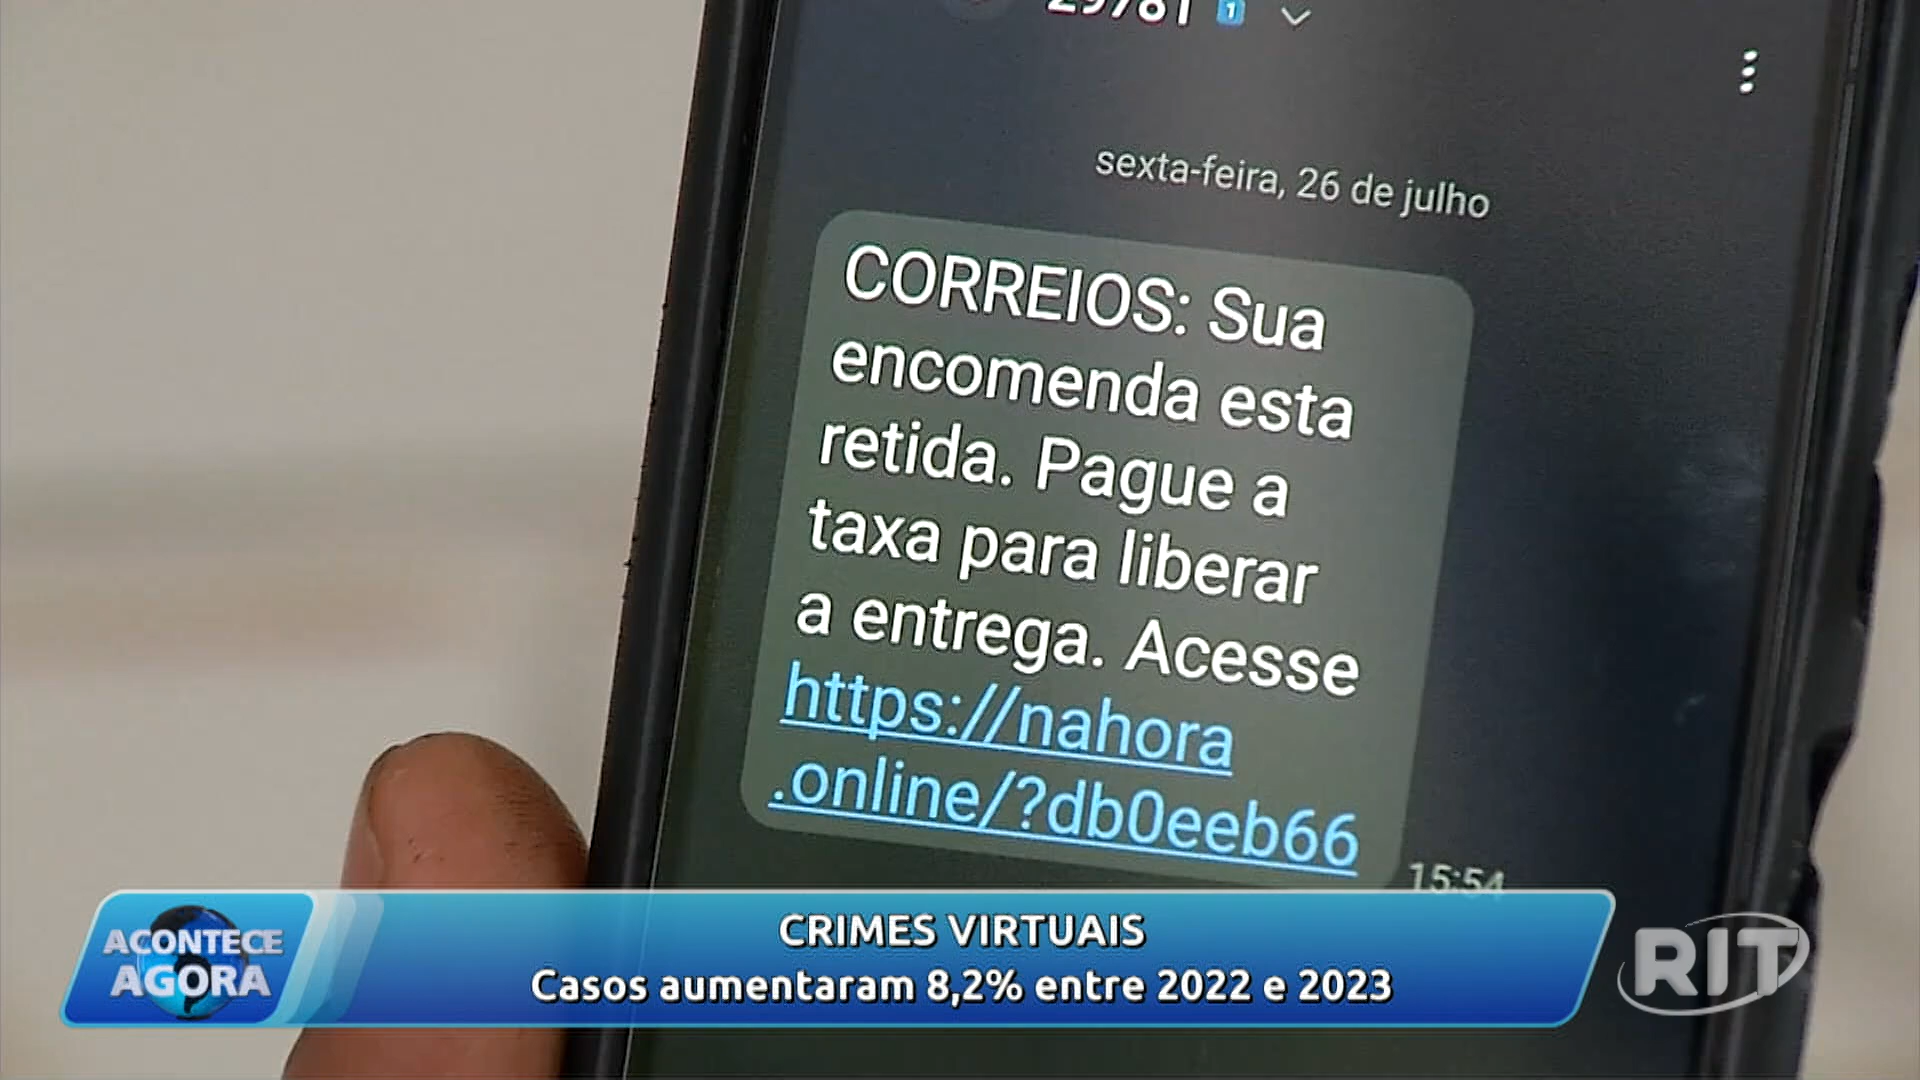 29781
sexta-feira, 26 de julho
CORREIOS: Sua
encomenda esta
retida. Pague a
taxa para liberar
a entrega. Acesse
https://nahora
.online/?db0eeb66
15:54
ACONTECE
AGORA
CRIMES VIRTUAIS
Casos aumentaram 8,2% entre 2022 e 2023
RIT